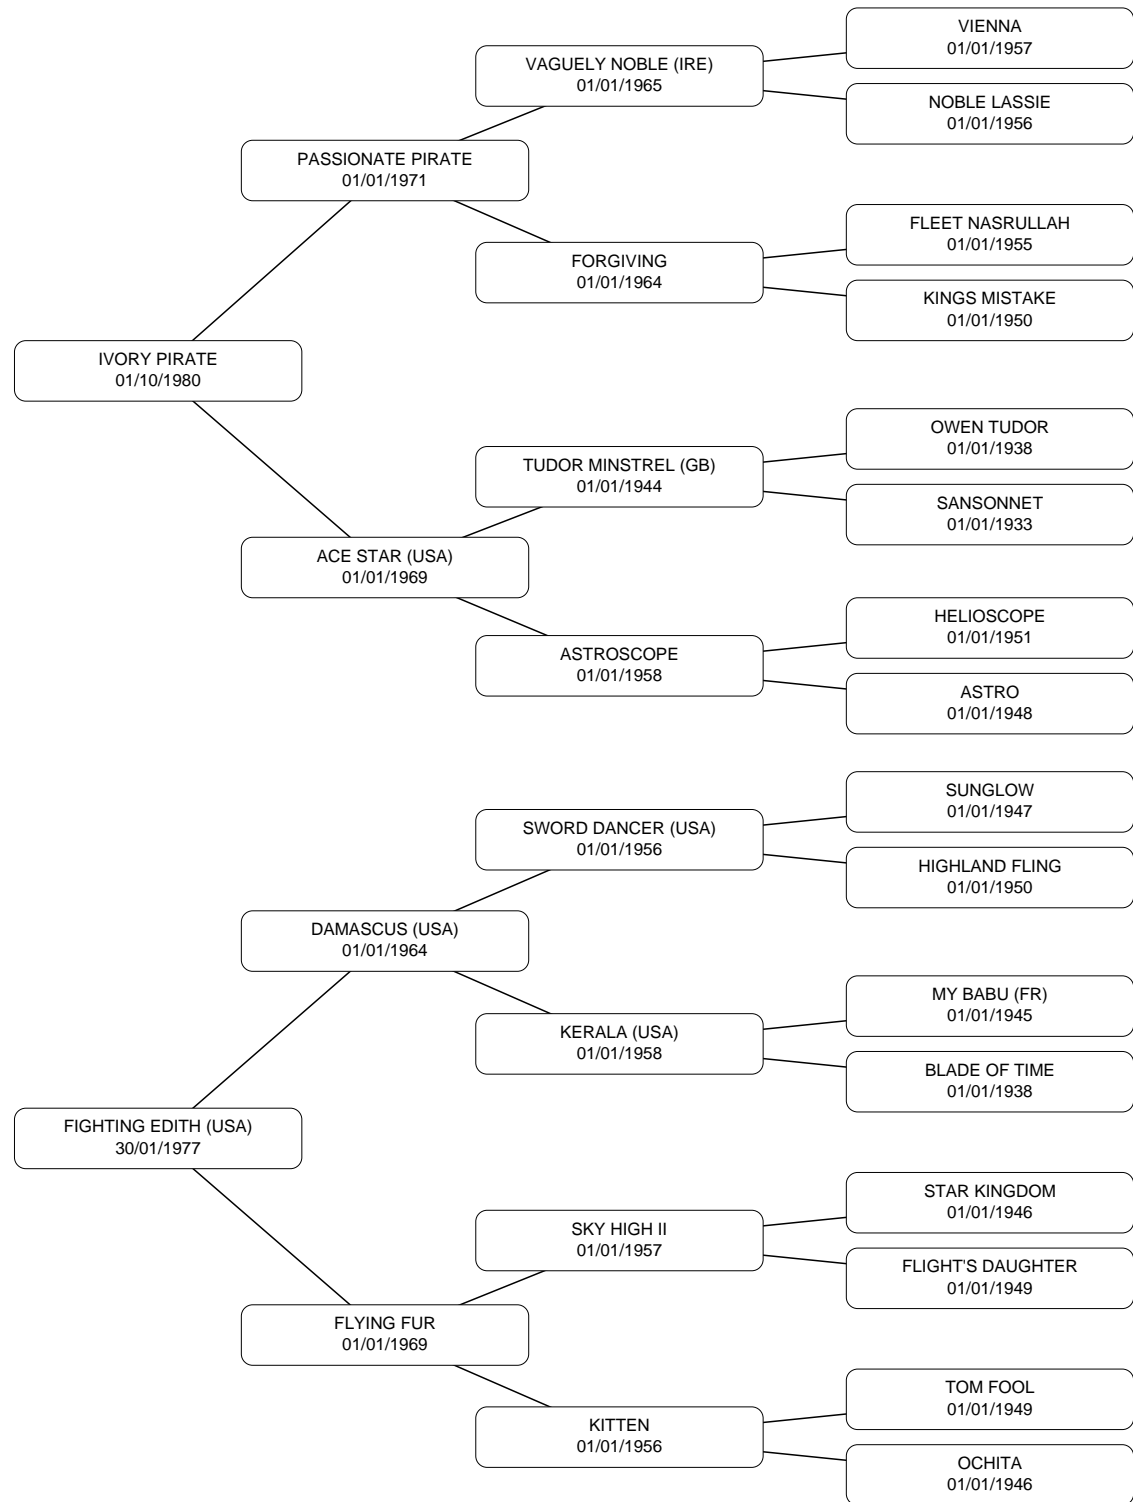 VIENNA
01/01/1957
VAGUELY NOBLE (IRE)
01/01/1965
NOBLE LASSIE
01/01/1956
PASSIONATE PIRATE
01/01/1971
FLEET NASRULLAH
01/01/1955
FORGIVING
01/01/1964
KINGS MISTAKE
01/01/1950
IVORY PIRATE
01/10/1980
OWEN TUDOR
01/01/1938
TUDOR MINSTREL (GB)
01/01/1944
SANSONNET
01/01/1933
ACE STAR (USA)
01/01/1969
HELIOSCOPE
01/01/1951
ASTROSCOPE
01/01/1958
ASTRO
01/01/1948
SUNGLOW
01/01/1947
SWORD DANCER (USA)
01/01/1956
HIGHLAND FLING
01/01/1950
DAMASCUS (USA)
01/01/1964
MY BABU (FR)
01/01/1945
KERALA (USA)
01/01/1958
BLADE OF TIME
01/01/1938
FIGHTING EDITH (USA)
30/01/1977
STAR KINGDOM
01/01/1946
SKY HIGH II
01/01/1957
FLIGHT'S DAUGHTER
01/01/1949
FLYING FUR
01/01/1969
TOM FOOL
01/01/1949
KITTEN
01/01/1956
OCHITA
01/01/1946